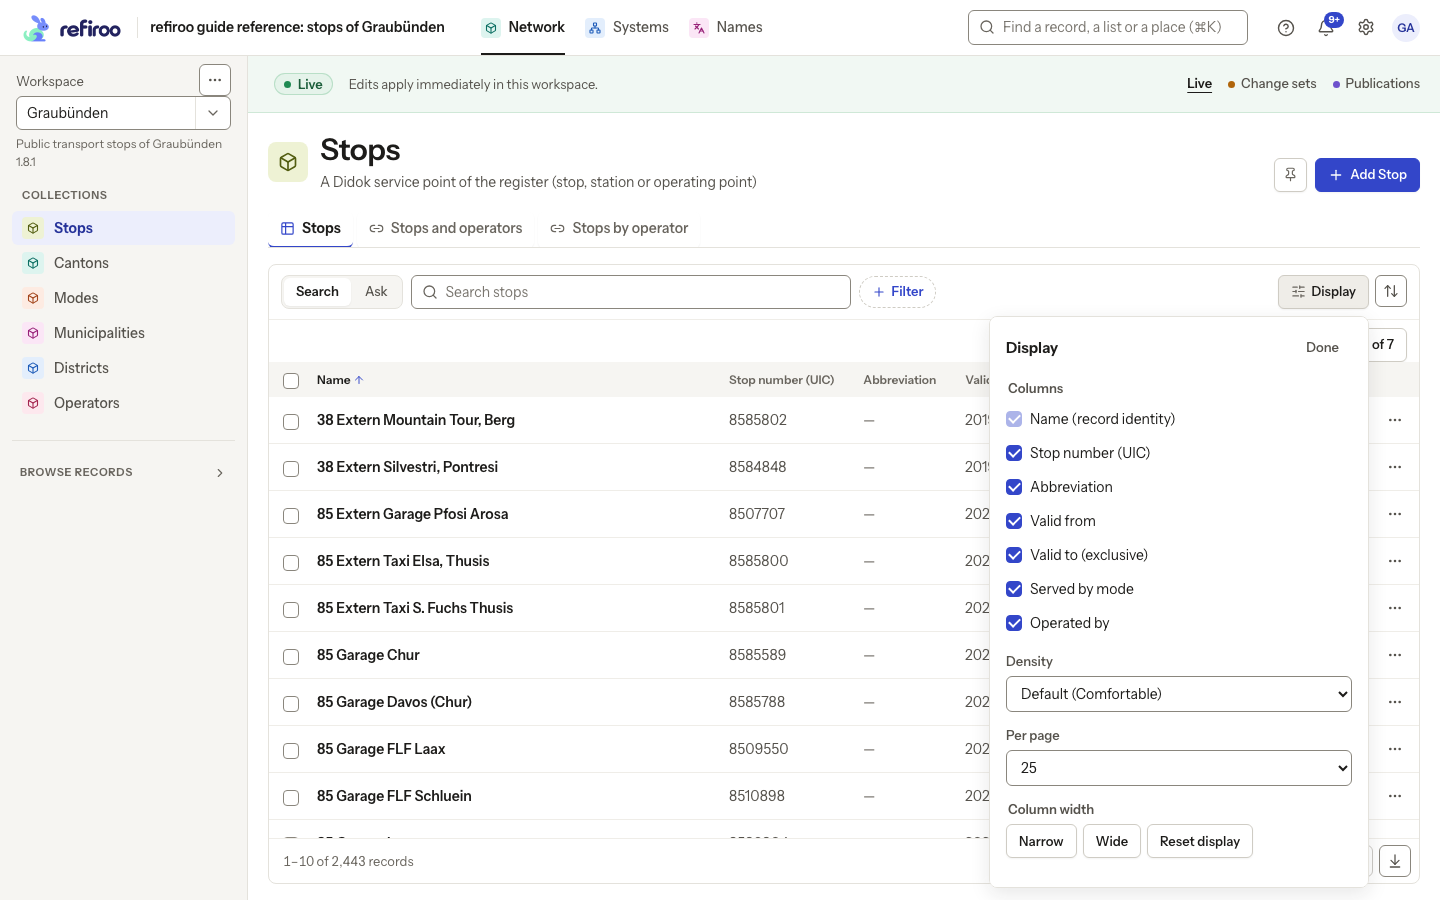 refiroo
refiroo guide reference: stops of Graubünden
Network
Systems
Names
Find a record, a list or a place (⌘K)
9+
GA
Workspace
Graubünden
Public transport stops of Graubünden
1.8.1
COLLECTIONS
Stops
Cantons
Modes
Municipalities
Districts
Operators
BROWSE RECORDS
Live
Edits apply immediately in this workspace.
Live
Change sets
Publications
Stops
A Didok service point of the register (stop, station or operating point)
Add Stop
Stops
Stops and operators
Stops by operator
Search
Ask
Search stops
Filter
Display
of 7
Name
Stop number (UIC)
Abbreviation
38 Extern Mountain Tour, Berg
8585802
—
38 Extern Silvestri, Pontresi
8584848
—
85 Extern Garage Pfosi Arosa
8507707
—
202
85 Extern Taxi Elsa, Thusis
8585800
—
202
85 Extern Taxi S. Fuchs Thusis
8585801
—
202
85 Garage Chur
8585589
—
202
85 Garage Davos (Chur)
8585788
—
202
85 Garage FLF Laax
8509550
—
202
85 Garage FLF Schluein
8510898
—
202
1–10 of 2,443 records
Display
Done
Columns
Name (record identity)
Stop number (UIC)
Abbreviation
Valid from
Valid to (exclusive)
Served by mode
Operated by
Density
Default (Comfortable)
Per page
25
Column width
Narrow
Wide
Reset display